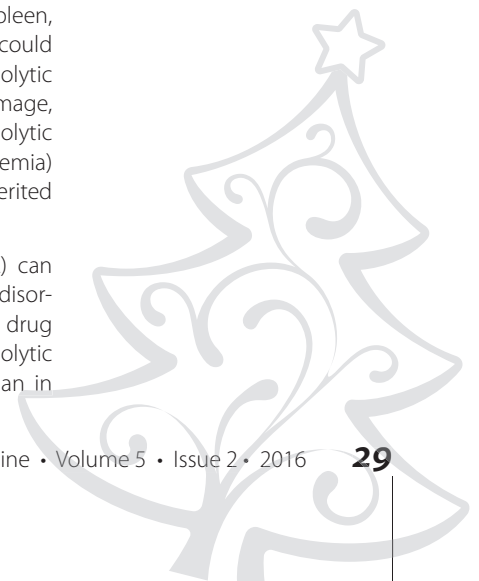 pleen,
could
olytic
mage,
olytic
emia)
erited
) can
disor-
drug
olytic
an in
ine • Volume 5 • Issue 2 • 2016 29